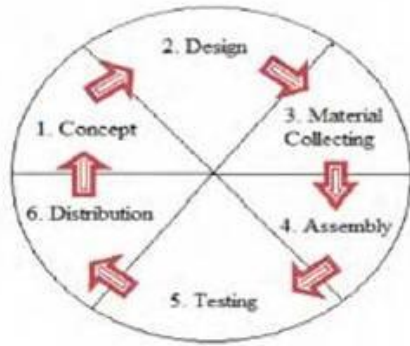 2. Design
1. Concept
3. Material
Collecting
6. Distribution
4. Assembly
5. Testing